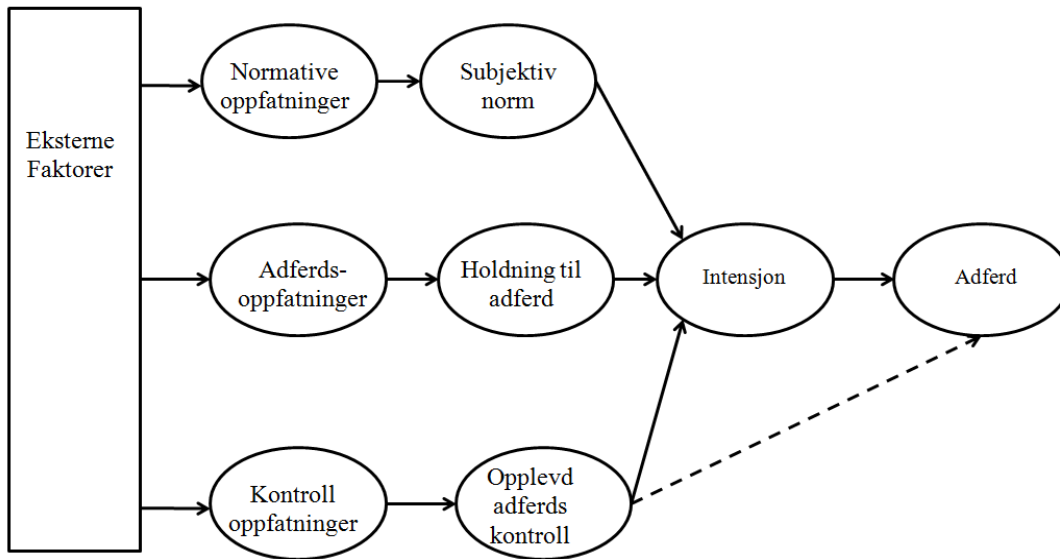 Eksterne
Faktorer
Normative
oppfatninger
Subjektiv
norm
Adferds-
oppfatninger
Holdning til
adferd
Intensjon
Adferd
Kontroll
oppfatninger
Opplevd
adferds
kontroll